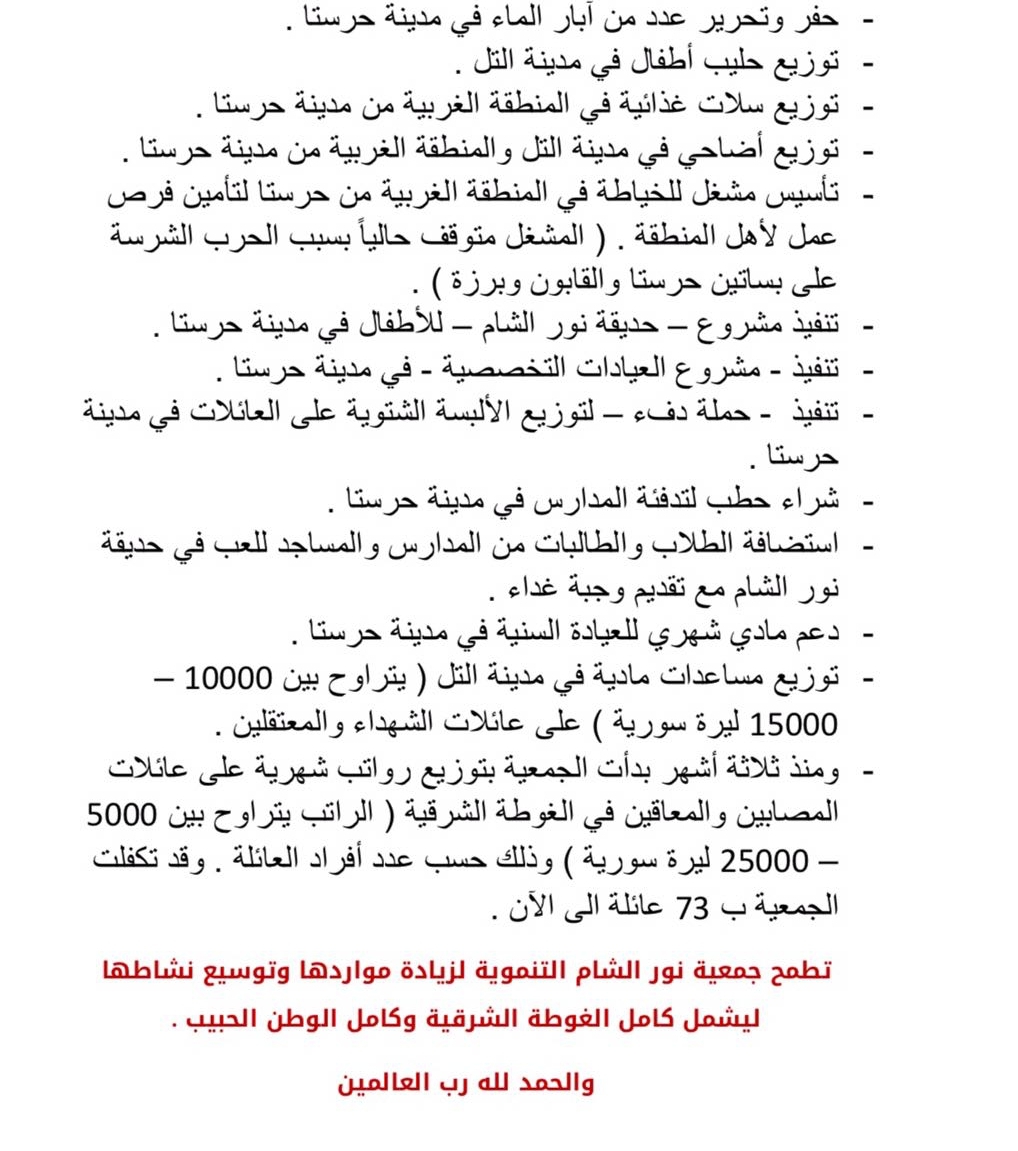 - حفر وتحرير عدد من آبار الماء في مدينة حرستا .
- توزيع حليب أطفال في مدينة التل .
- توزيع سلات غذائية في المنطقة الغربية من مدينة حرستا .
- توزيع أضاحي في مدينة التل والمنطقة الغربية من مدينة حرستا .
- تأسيس مشغل للخياطة في المنطقة الغربية من حرستا لتأمين فرص
عمل لأهل المنطقة . ( المشغل متوقف حالياً بسبب الحرب الشرسة
على بساتين حرستا والقابون وبرزة ) .
- تنفيذ مشروع – حديقة نور الشام – للأطفال في مدينة حرستا .
- تنفيذ - مشروع العيادات التخصصية - في مدينة حرستا .
- تنفيذ - حملة دفء – لتوزيع الألبسة الشتوية على العائلات في مدينة
حرستا .
- شراء حطب لتدفئة المدارس في مدينة حرستا .
- استضافة الطلاب والطالبات من المدارس والمساجد للعب في حديقة
نور الشام مع تقديم وجبة غداء .
- دعم مادي شهري للعيادة السنية في مدينة حرستا .
- توزيع مساعدات مادية في مدينة التل ( يتراوح بين 10000 –
15000 ليرة سورية ) على عائلات الشهداء والمعتقلين .
- ومنذ ثلاثة أشهر بدأت الجمعية بتوزيع رواتب شهرية على عائلات
المصابين والمعاقين في الغوطة الشرقية ( الراتب يتراوح بين 5000
– 25000 ليرة سورية ) وذلك حسب عدد أفراد العائلة . وقد تكفلت
الجمعية ب 73 عائلة الى الآن .
تطمح جمعية نور الشام التنموية لزيادة مواردها وتوسيع نشاطها
ليشمل كامل الغوطة الشرقية وكامل الوطن الحبيب .
والحمد لله رب العالمين